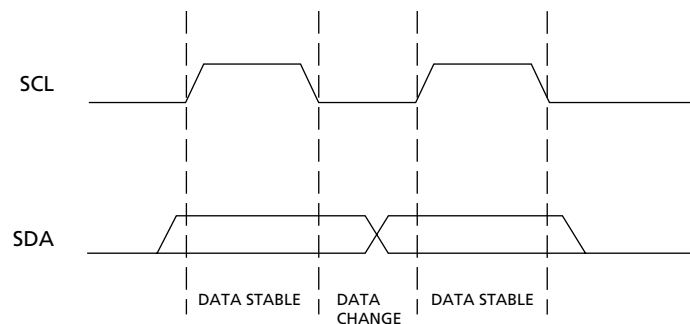 SCL
SDA
DATA STABLE
DATA
CHANGE
DATA STABLE